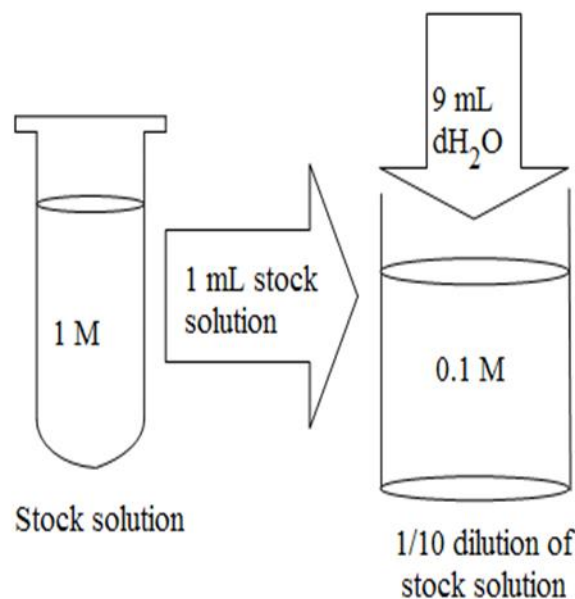 1 M
Stock solution
1 mL stock
solution
9 mL
dH₂O
0.1 M
1/10 dilution of
stock solution